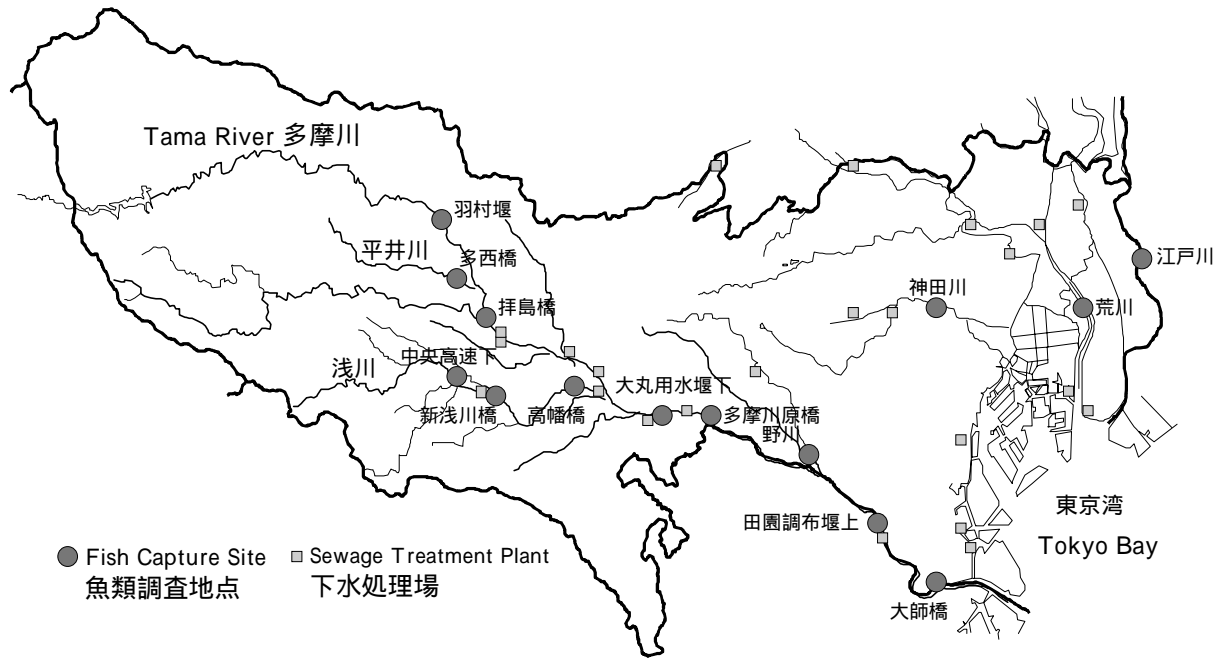 Tama River 多摩川
羽村堰
平井川
多西橋
拝島橋
江戸川
神田川
荒川
中央高速下
浅川
大丸用水堰下
新浅川橋
高幡橋
多摩川原橋
野川
田園調布堰上
東京湾
Tokyo Bay
Fish Capture Site
魚類調査地点
Sewage Treatment Plant
下水処理場
大師橋